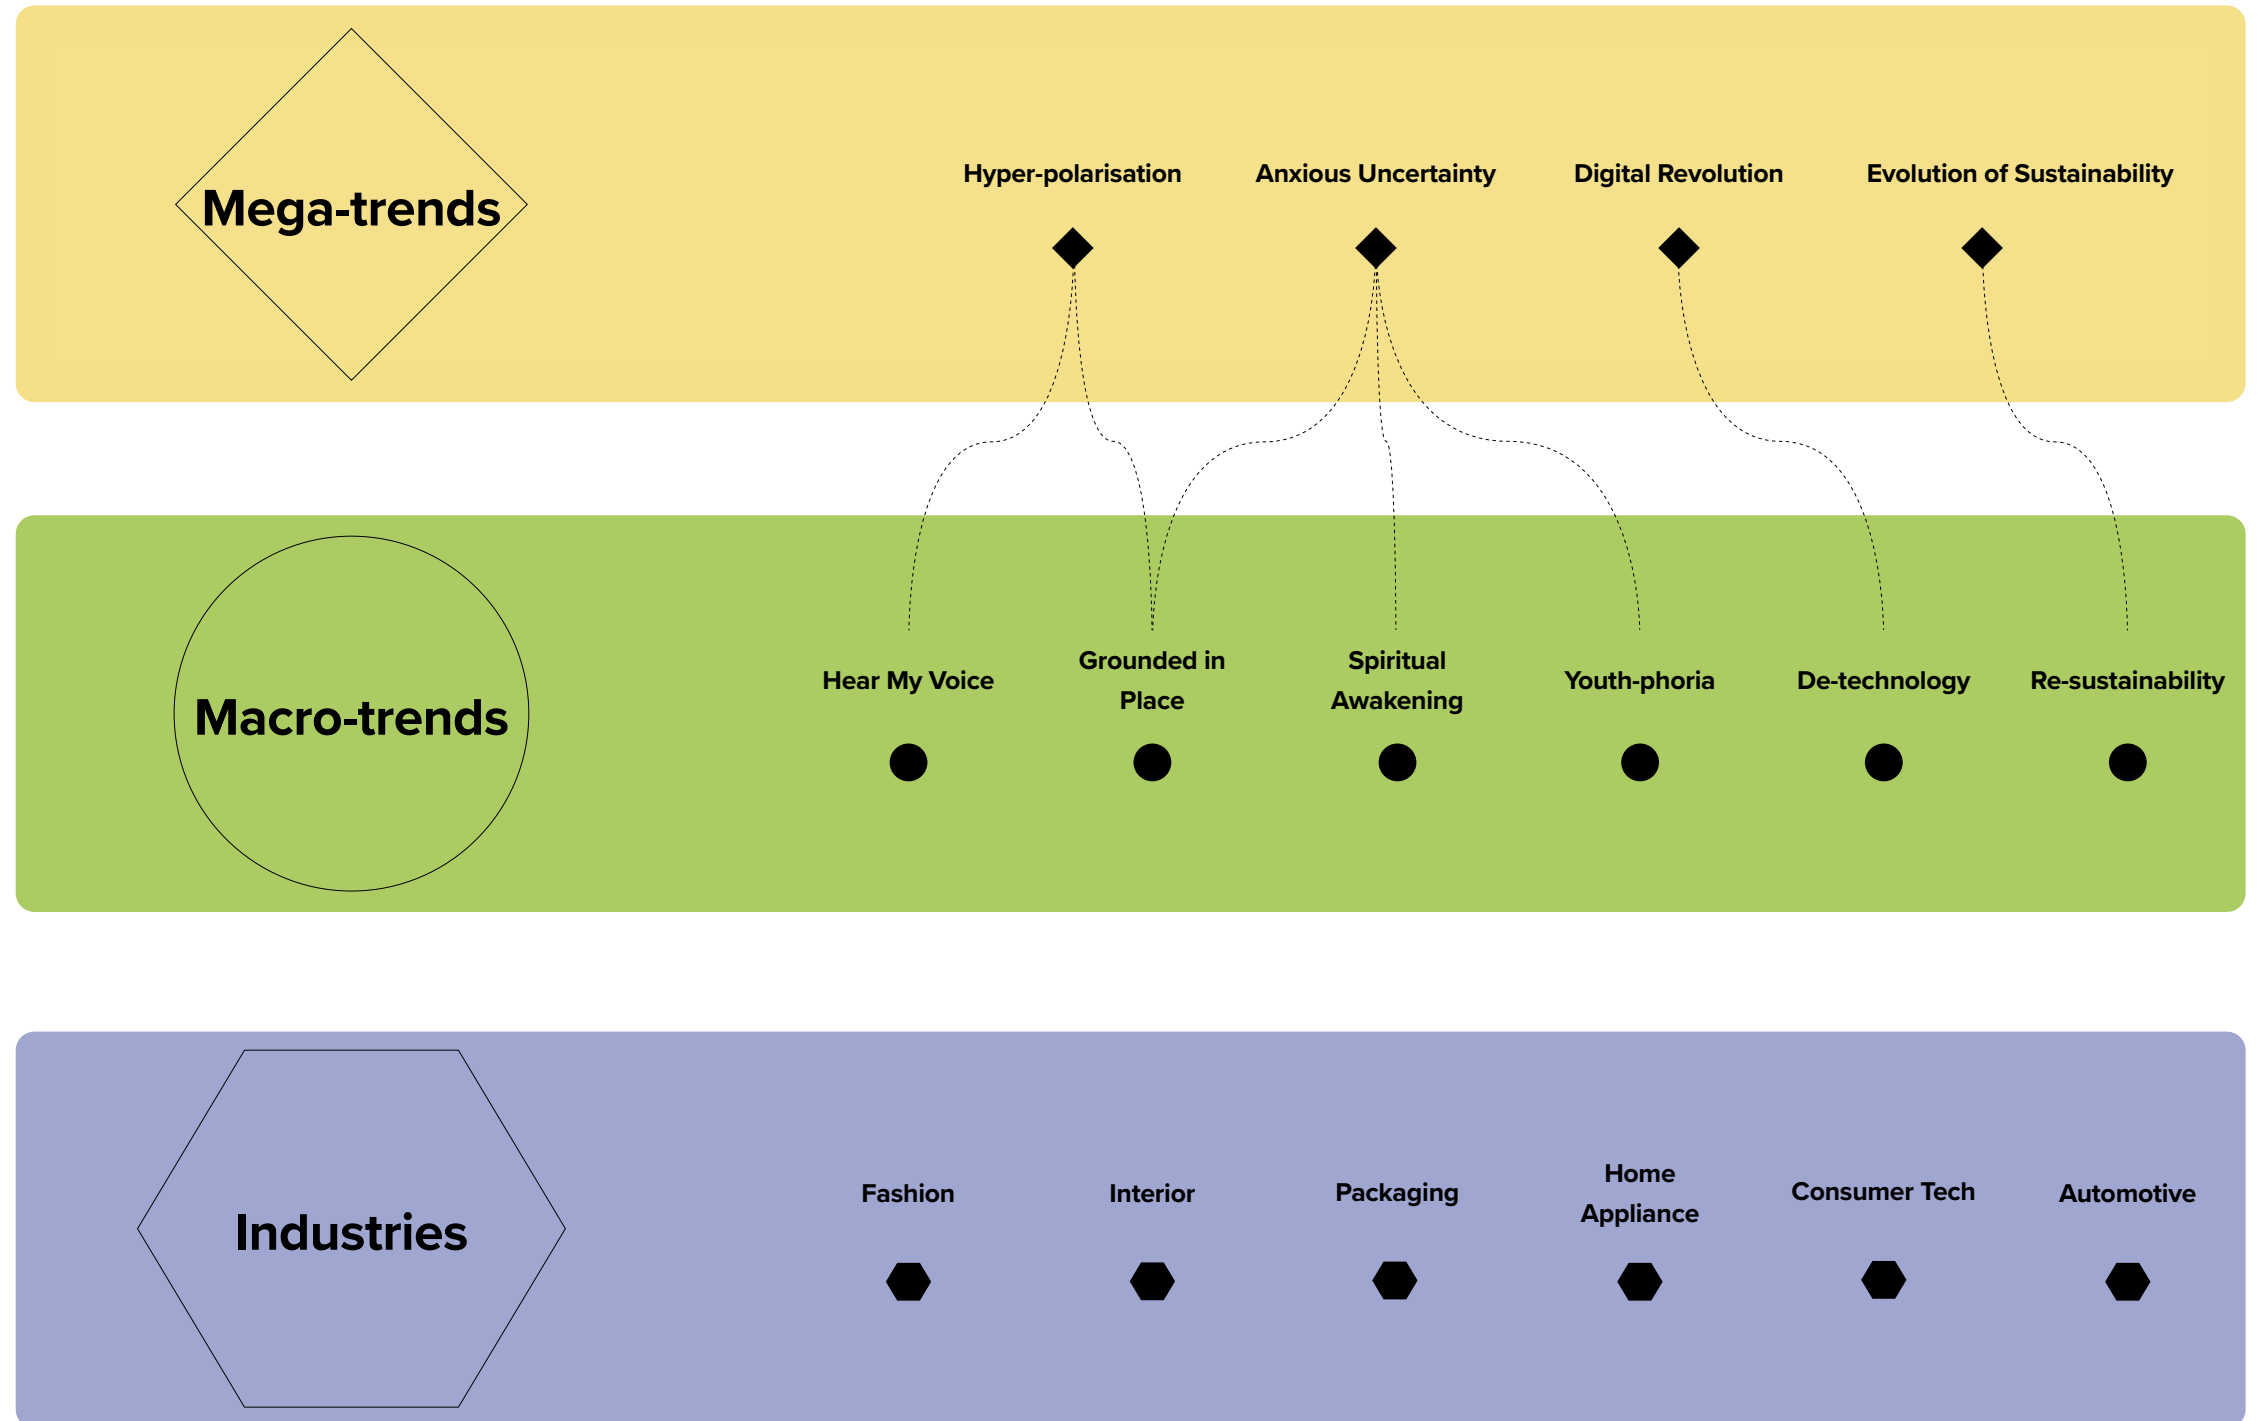 Mega-trends
Hyper-polarisation
Anxious Uncertainty
Digital Revolution
Evolution of Sustainability
Macro-trends
Hear My Voice
Grounded in
Place
Spiritual
Awakening
Youth-phoria
De-technology
Re-sustainability
Industries
Fashion
Interior
Packaging
Home
Appliance
Consumer Tech
Automotive